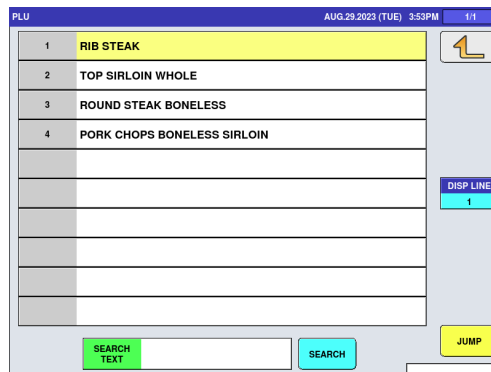 PLU AUG.29.2023 (TUE) 3:53PM 1/1
1 RIB STEAK
2 TOP SIRLOIN WHOLE
3 ROUND STEAK BONELESS
4 PORK CHOPS BONELESS SIRLOIN
DISP LINE
1
SEARCH TEXT
SEARCH
JUMP